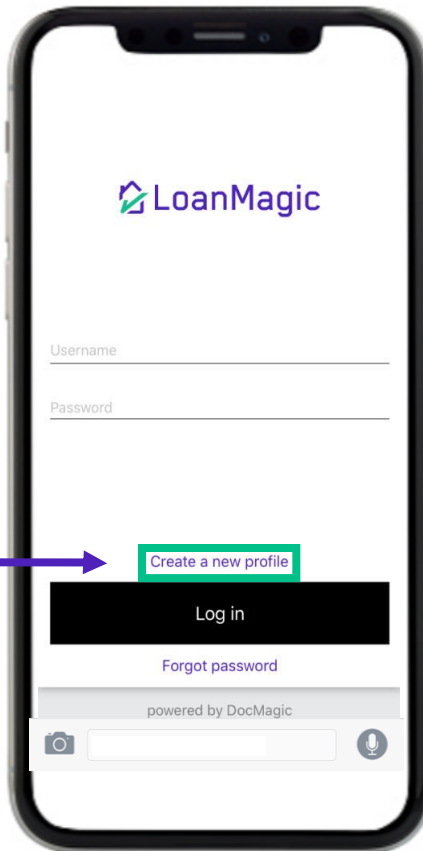 LoanMagic
Username
Password
Create a new profile
Log in
Forgot password
powered by DocMagic